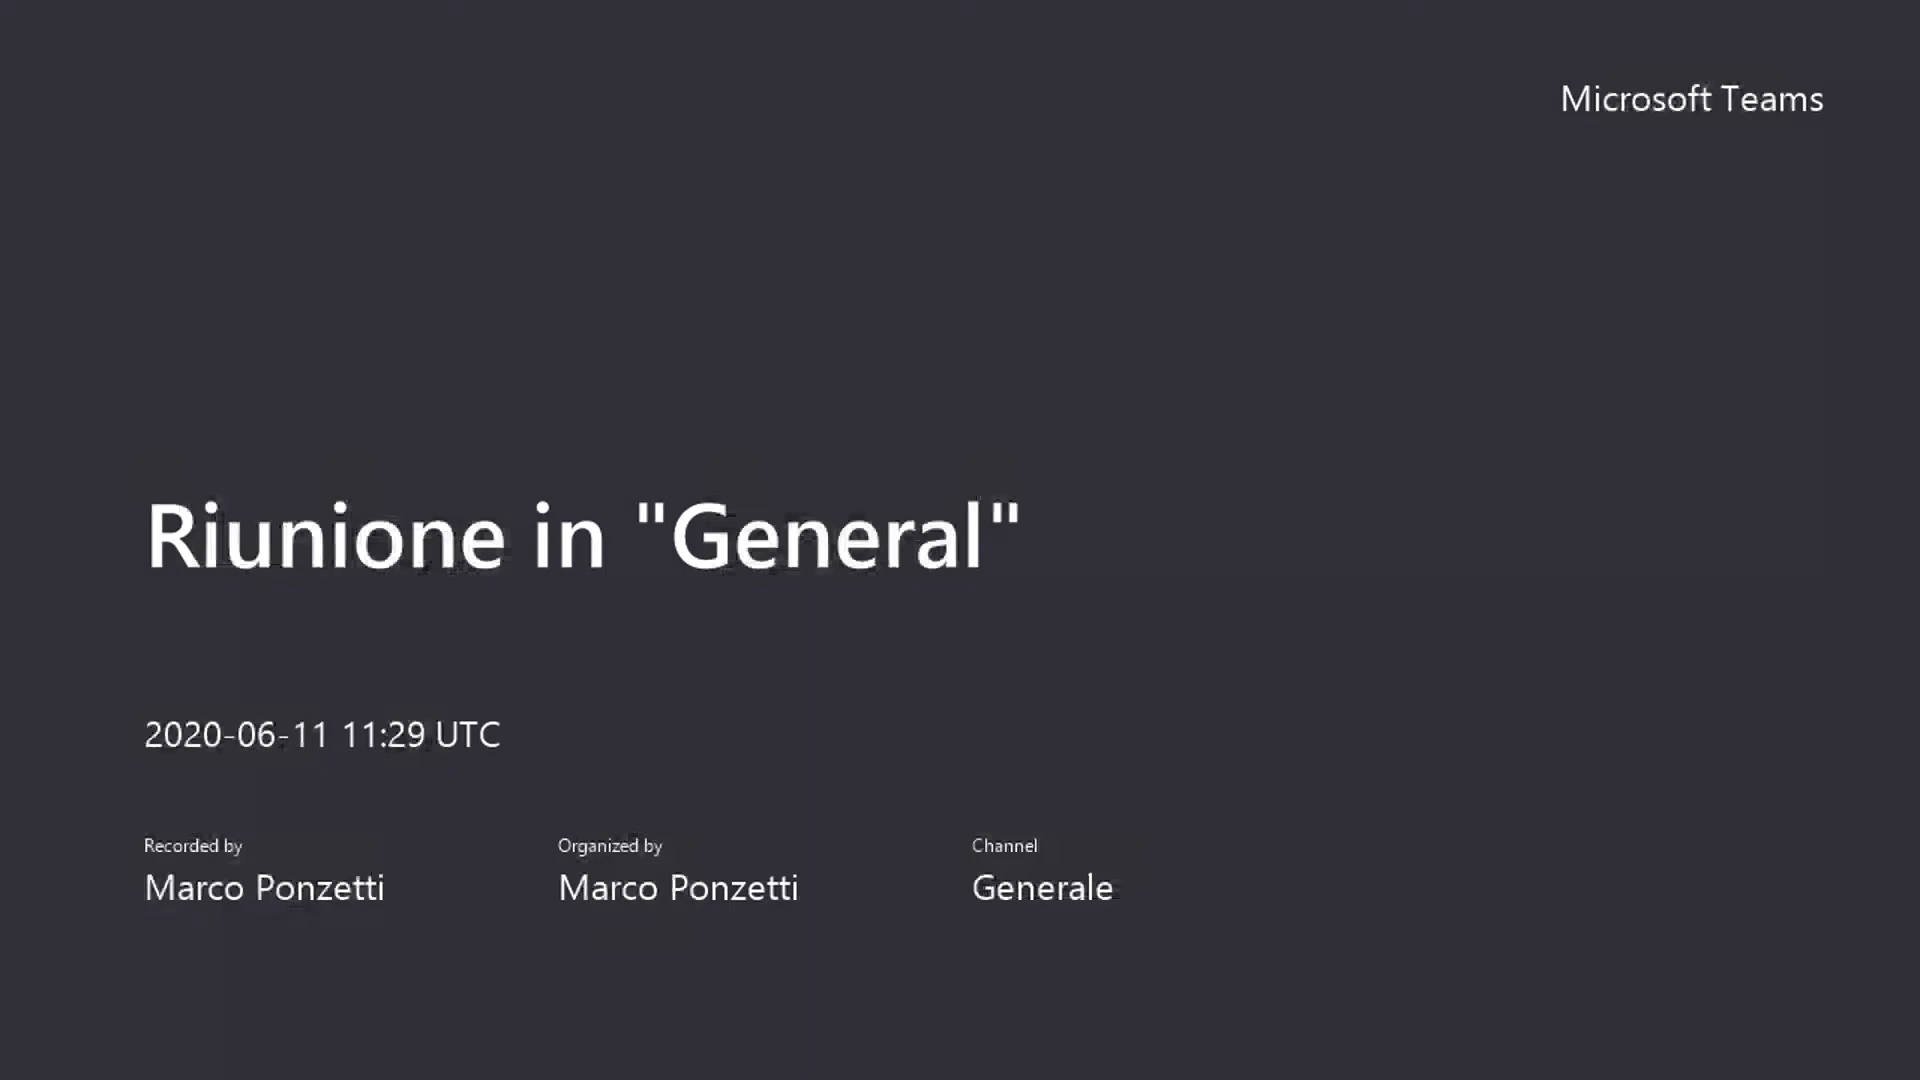 Microsoft Teams
Riunione in "General"
2020-06-11 11:29 UTC
Recorded by
Marco Ponzetti
Organized by
Marco Ponzetti
Channel
Generale